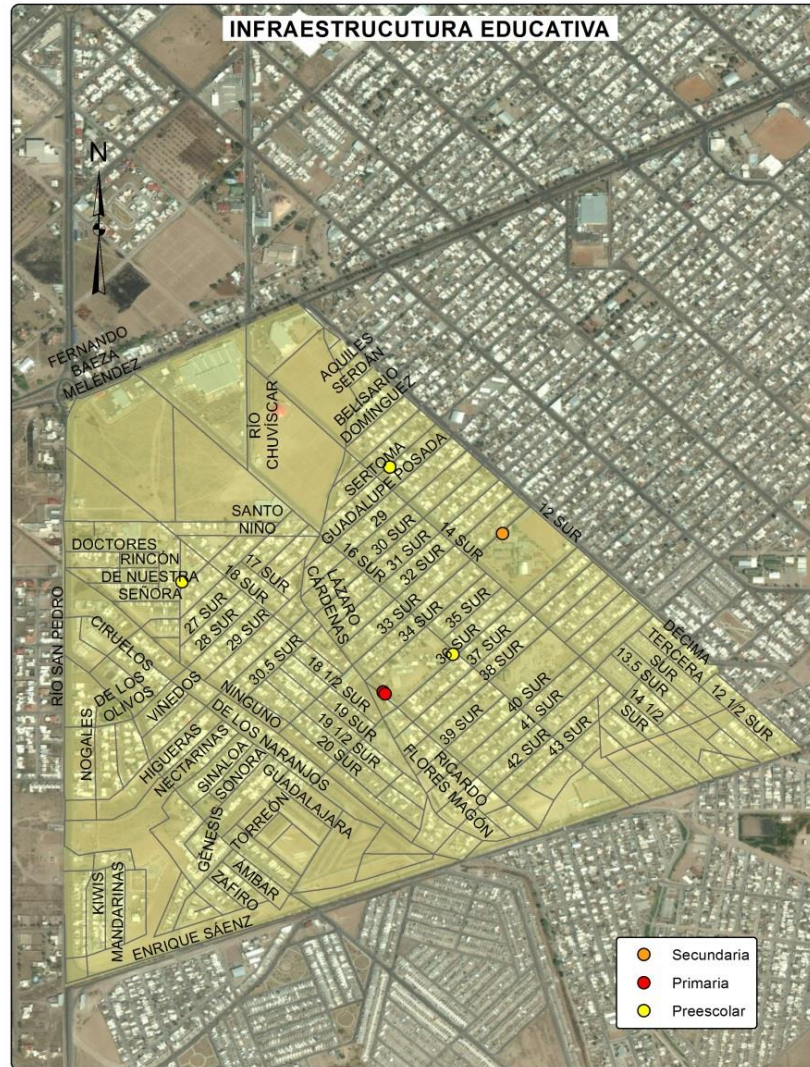 INFRAESTRUCUTURA EDUCATIVA
N
FERNANDO
BAEZA
MELÉNDEZ
AQUILES
SERDÁN
BELISARIO
DOMÍNGUEZ
RÍO
CHUVÍSCAR
SERTOMA
GUADALUPE POSADA
12 SUR
SANTO
NIÑO
29
30 SUR
14 SUR
16 SUR
31 SUR
32 SUR
DOCTORES
RINCÓN
DE NUESTRA
SEÑORA
17 SUR
18 SUR
LÁZARO
CÁRDENAS
27 SUR
28 SUR
29 SUR
33 SUR
34 SUR
35 SUR
36 SUR
37 SUR
38 SUR
RÍO SAN PEDRO
CIRUELOS
DE LOS
OLIVOS
VIÑEDOS
30.5 SUR
18 1/2 SUR
19 SUR
19 1/2 SUR
20 SUR
NINGUNO
DE LOS NARANJOS
DÉCIMA
TERCERA
SUR
13.5 SUR
12 1/2 SUR
14 1/2
SUR
39 SUR
40 SUR
41 SUR
42 SUR
43 SUR
NOGALES
HIGUERAS
NECTARINAS
SINALOA
SONORA
GUADALAJARA
GÉNESIS
TORREÓN
RICARDO
FLORES MAGÓN
AMBAR
ZAFIRO
KIWIS
MANDARINAS
ENRIQUE SÁENZ
Secundaria
Primaria
Preescolar